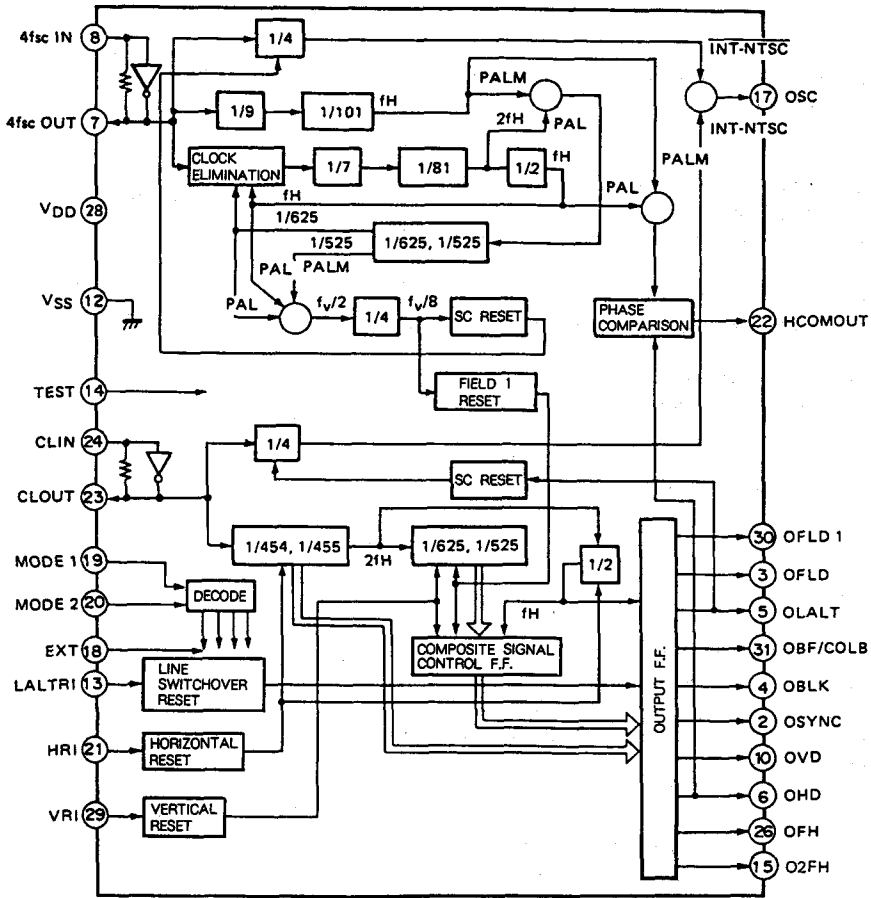 4fsc IN
8
1/4
INT-NTSC
PALM
17
OSC
1/9
1/101
fH
PAL
INT-NTSC
4fsc OUT
7
2fH
PALM
CLOCK
ELIMINATION
1/7
1/81
1/2
fH
PAL
VDD
28
fH
1/625
1/525
1/625, 1/525
PAL
PALM
VSS
12
PAL
fv/2
1/4
fv/8
SC RESET
PHASE
COMPARISON
22
HCOMOUT
TEST
14
FIELD 1
RESET
CLIN
24
1/4
SC RESET
CLOUT
23
1/454, 1/455
2fH
1/625, 1/525
1/2
30
OFLD 1
MODE 1
19
3
OFLD
MODE 2
20
DECODE
fH
5
OLALT
EXT
18
COMPOSITE SIGNAL
CONTROL F.F.
31
OBF/COLB
LALTRI
13
LINE
SWITCHOVER
RESET
OUTPUT F.F.
4
OBLK
2
OSYNC
HRI
21
HORIZONTAL
RESET
10
OVD
6
OHD
VRI
29
VERTICAL
RESET
26
OFH
15
O2FH